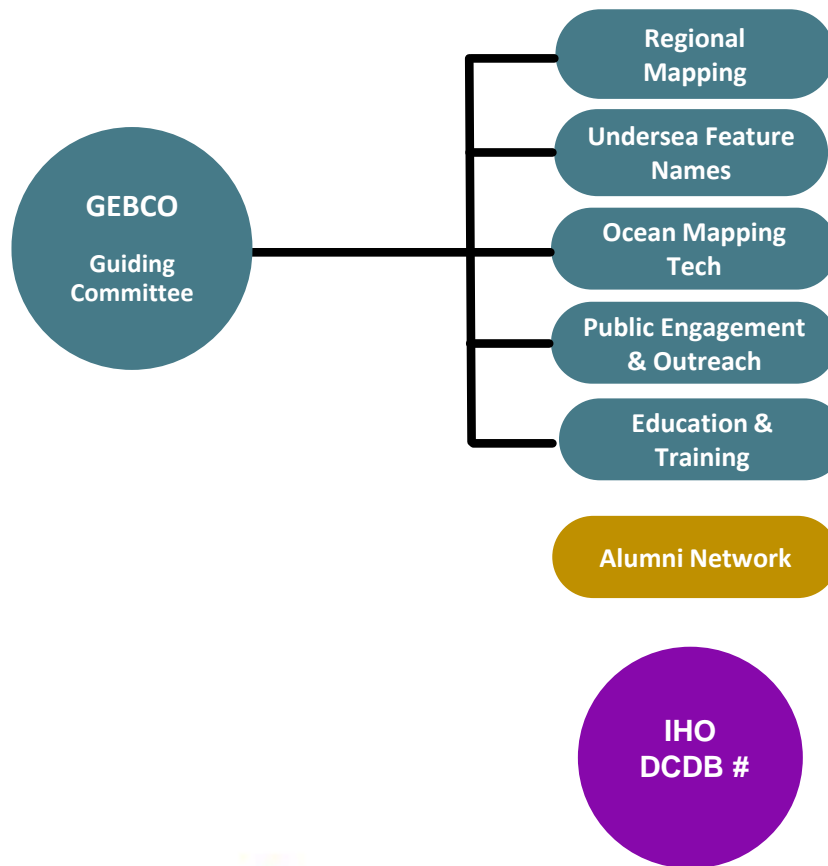 GEBCO
Guiding
Committee
Regional
Mapping
Undersea Feature
Names
Ocean Mapping
Tech
Public Engagement
& Outreach
Education &
Training
Alumni Network
IHO
DCDB #